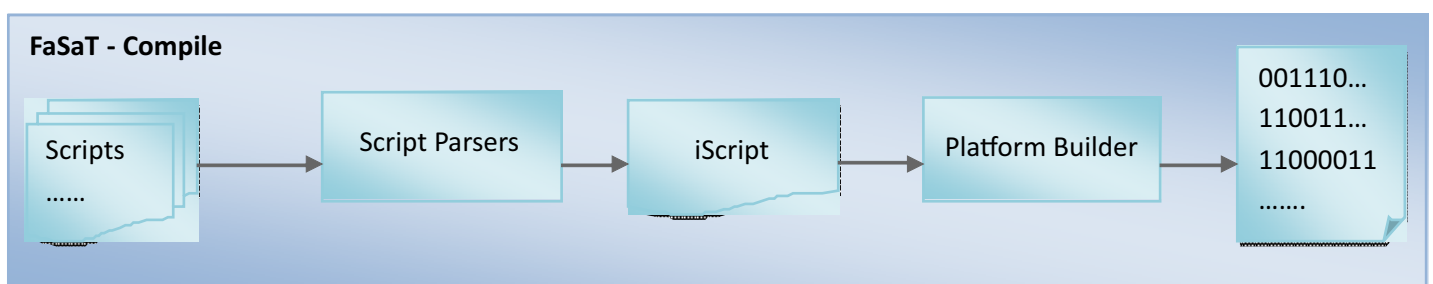 FaSaT - Compile
Scripts
......
Script Parsers
iScript
Platform Builder
001110...
110011...
11000011
.......